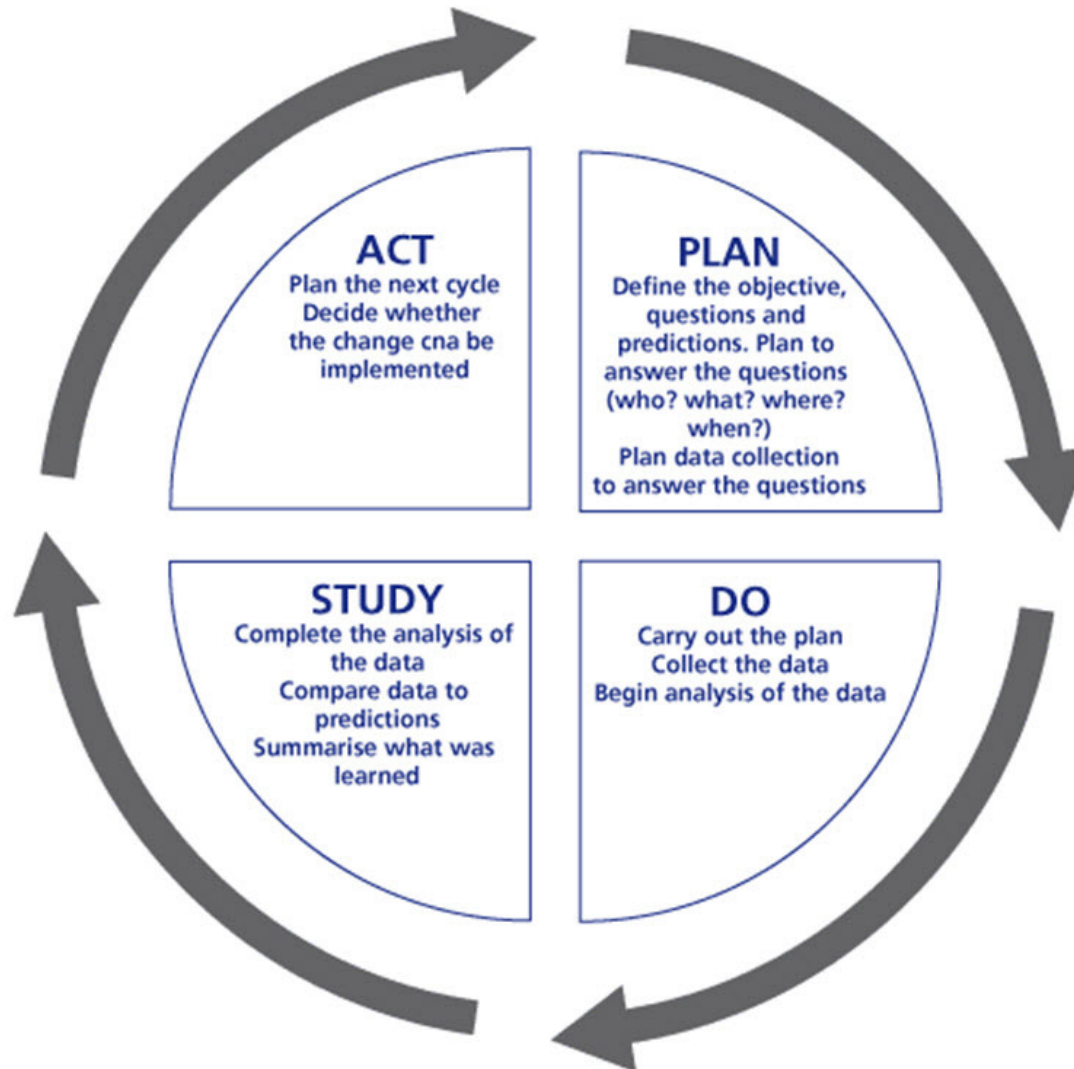 ACT
Plan the next cycle
Decide whether
the change cna be
implemented
PLAN
Define the objective,
questions and
predictions. Plan to
answer the questions
(who? what? where?
when?)
Plan data collection
to answer the questions
STUDY
Complete the analysis of
the data
Compare data to
predictions
Summarise what was
learned
DO
Carry out the plan
Collect the data
Begin analysis of the data